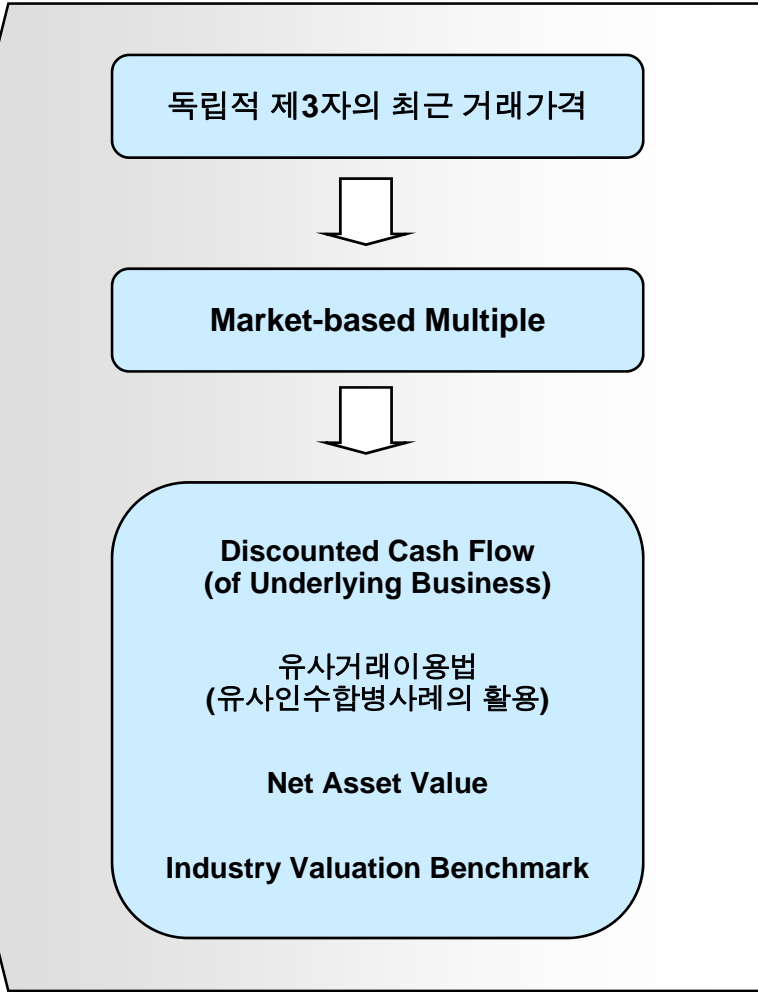 독립적 제3자의 최근 거래가격
Market-based Multiple
Discounted Cash Flow
(of Underlying Business)
유사거래이용법
(유사인수합병사례의 활용)
Net Asset Value
Industry Valuation Benchmark